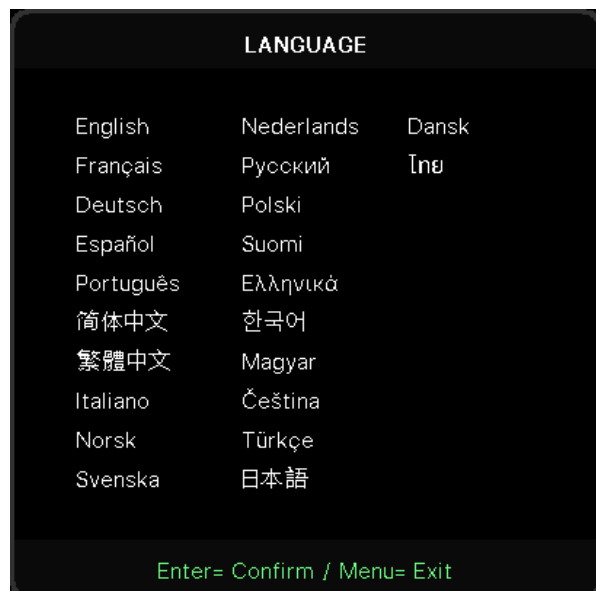 LANGUAGE
English Nederlands Dansk
Français Русский ไทย
Deutsch Polski
Español Suomi
Português Ελληνικά
简体中文 한국어
繁體中文 Magyar
Italiano Čeština
Norsk Türkçe
Svenska 日本語
Enter= Confirm / Menu= Exit